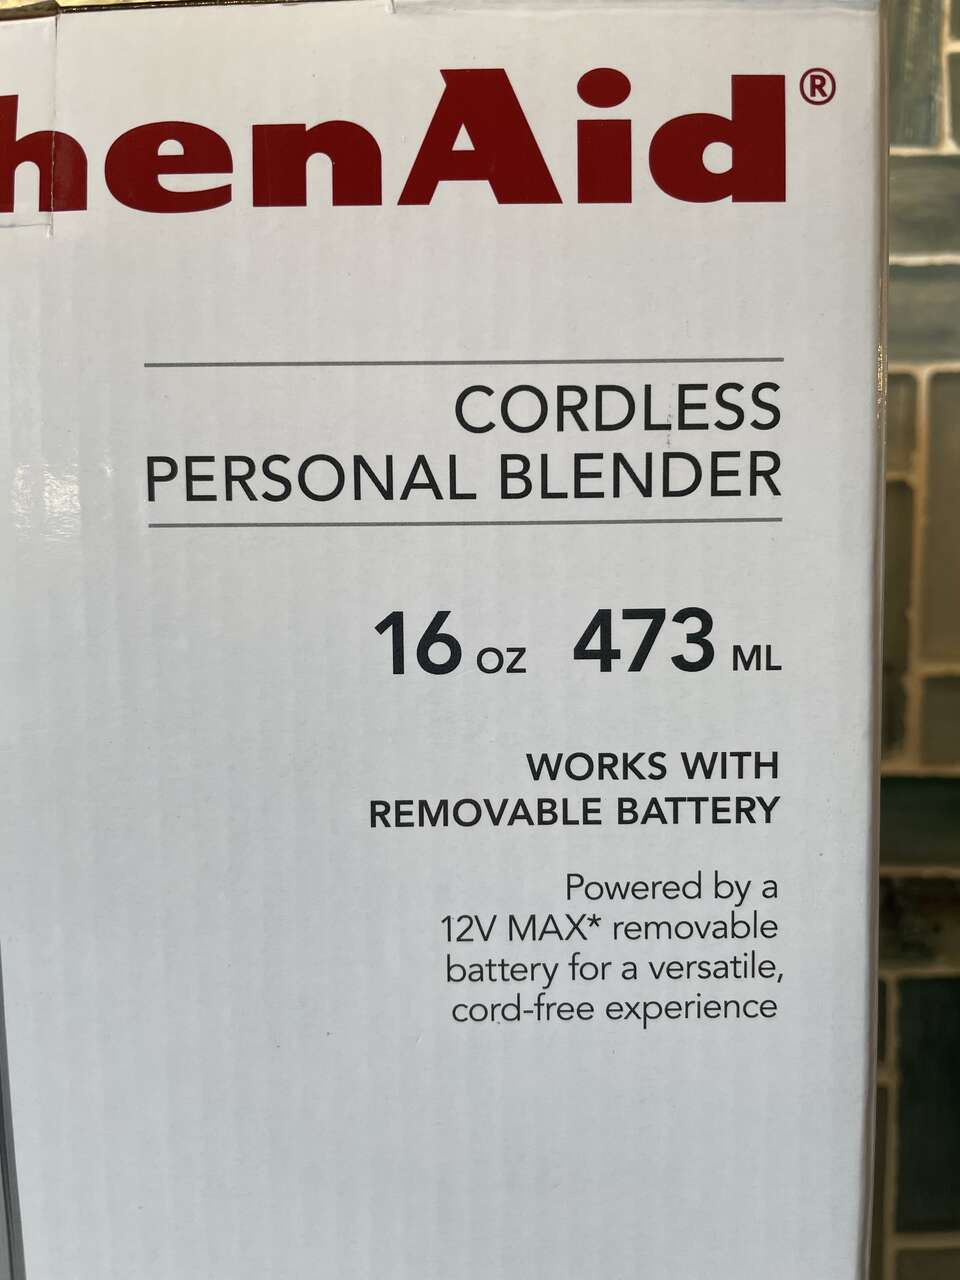 henAid®
CORDLESS
PERSONAL BLENDER
16 OZ 473 ML
WORKS WITH
REMOVABLE BATTERY
Powered by a
12V MAX* removable
battery for a versatile,
cord-free experience